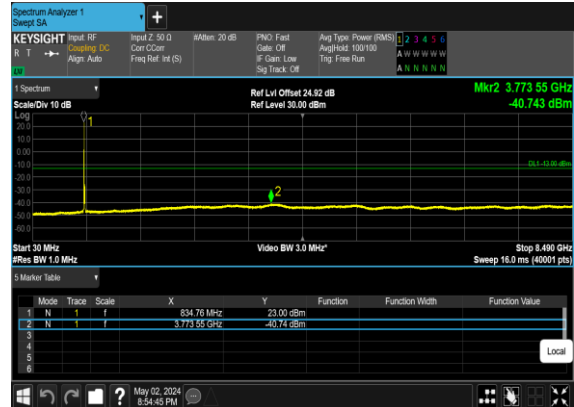 Spectrum Analyzer 1
Swept SA
+
KEYSIGHT Input: RF
R T Coupling: DC
Align: Auto
Input Z: 50 Ω
Corr CCorr
Freq Ref: Int (S)
#Atten: 20 dB
PNO: Fast
Gate: Off
IF Gain: Low
Sig Track: Off
Avg Type: Power (RMS)
Avg|Hold: 100/100
Trig: Free Run
1 2 3 4 5 6
A W W W W W
A N N N N N
1 Spectrum
Scale/Div 10 dB
Ref Lvl Offset 24.92 dB
Ref Level 30.00 dBm
Mkr2 3.773 55 GHz
-40.743 dBm
Log
20.0
10.0
0.00
-10.0
-20.0
-30.0
-40.0
-50.0
-60.0
1
2
DL1 -13.00 dBm
Start 30 MHz
#Res BW 1.0 MHz
Video BW 3.0 MHz*
Stop 8.490 GHz
Sweep 16.0 ms (40001 pts)
5 Marker Table
Mode Trace Scale X Y Function Function Width Function Value
1 N 1 f 834.76 MHz 23.00 dBm
2 N 1 f 3.773 55 GHz -40.74 dBm
3
4
5
6
Local
?
May 02, 2024
8:54:45 PM